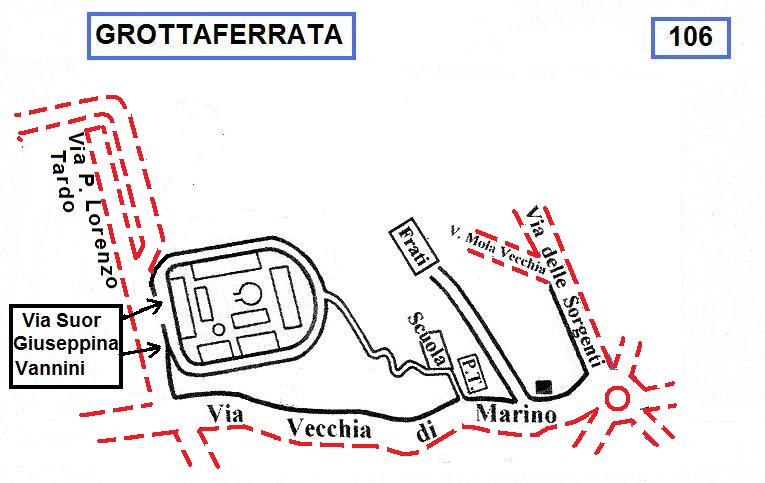 GROTTAFERRATA
106
Via P. Lorenzo
Tardo
Frati
V. Mola Vecchia
Via delle Sorgenti
Via Suor
Giuseppina
Vannini
Scuola
P.T.
Via Vecchia di Marino